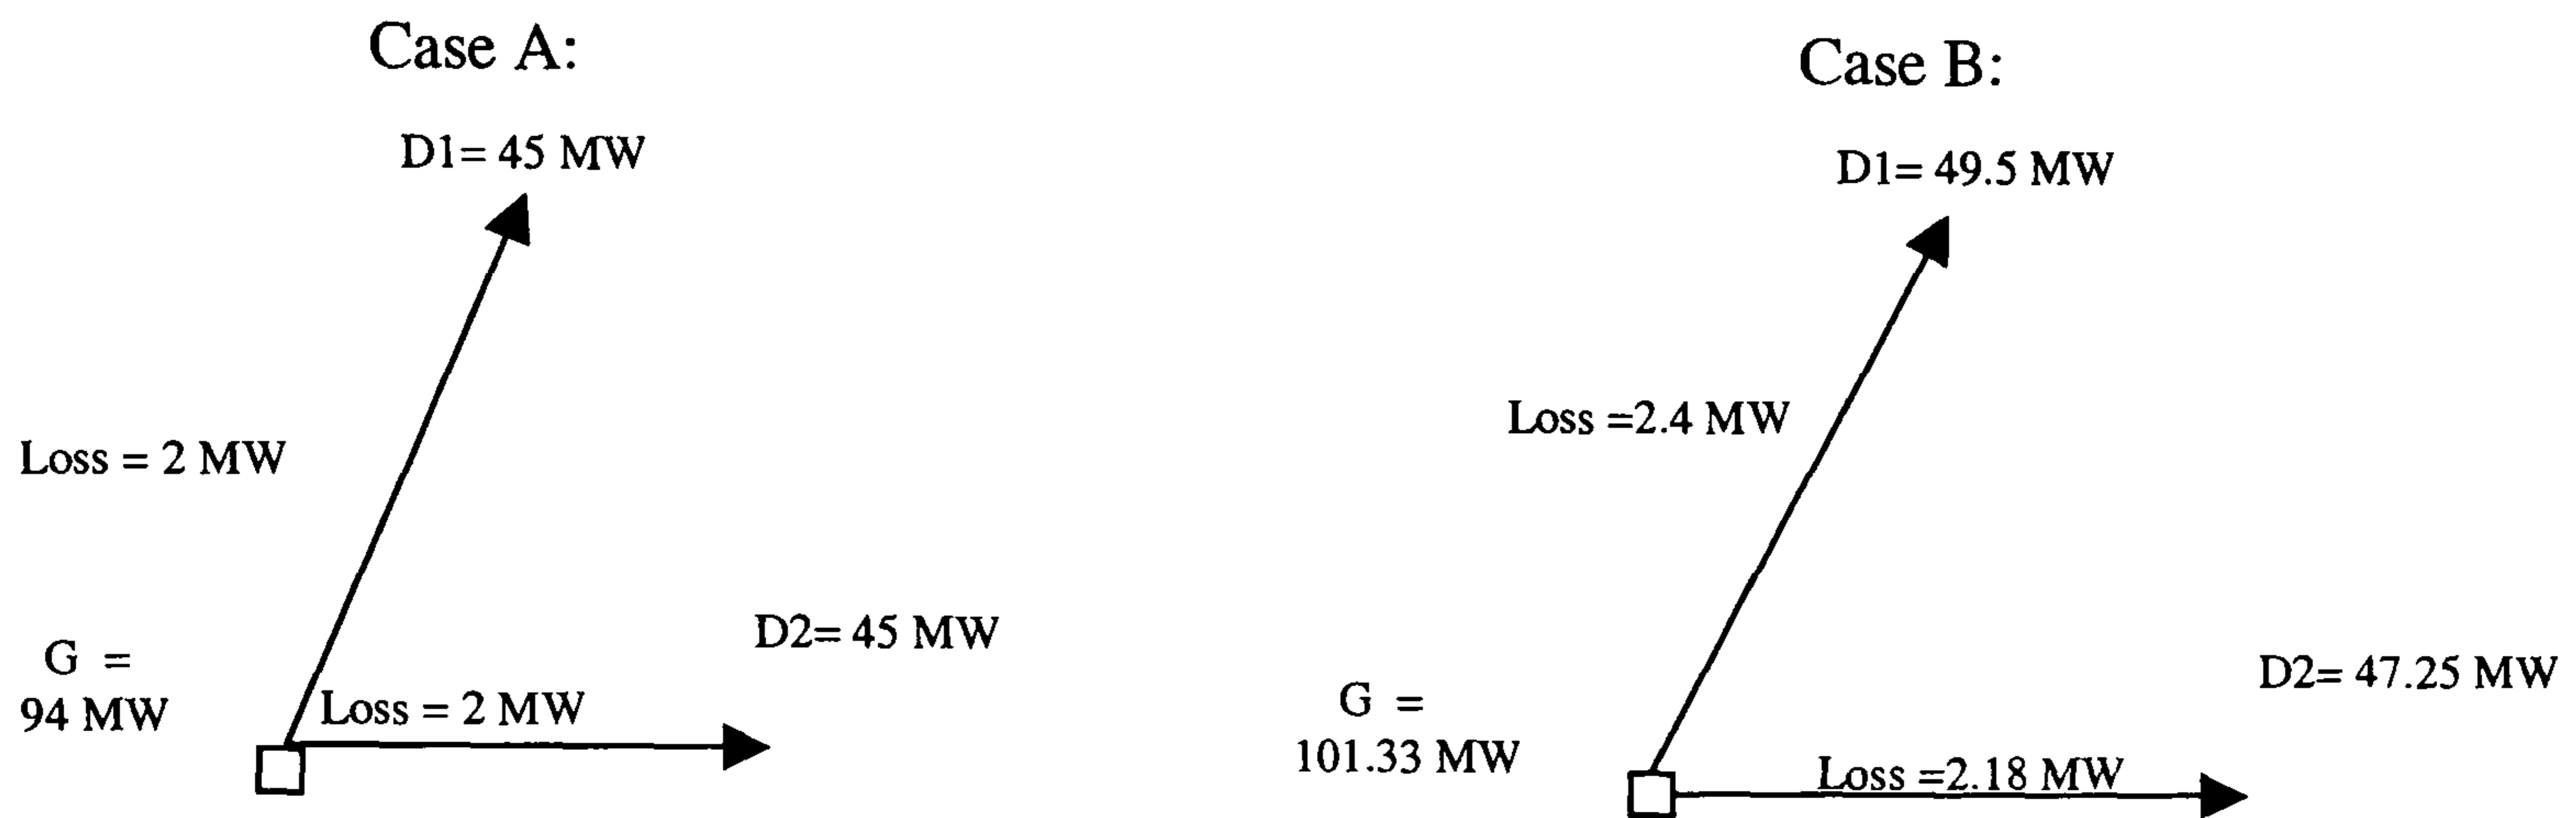 Case A:
D1= 45 MW
Loss = 2 MW
D2= 45 MW
G =
94 MW
Loss = 2 MW
Case B:
D1= 49.5 MW
Loss =2.4 MW
D2= 47.25 MW
G =
101.33 MW
Loss =2.18 MW